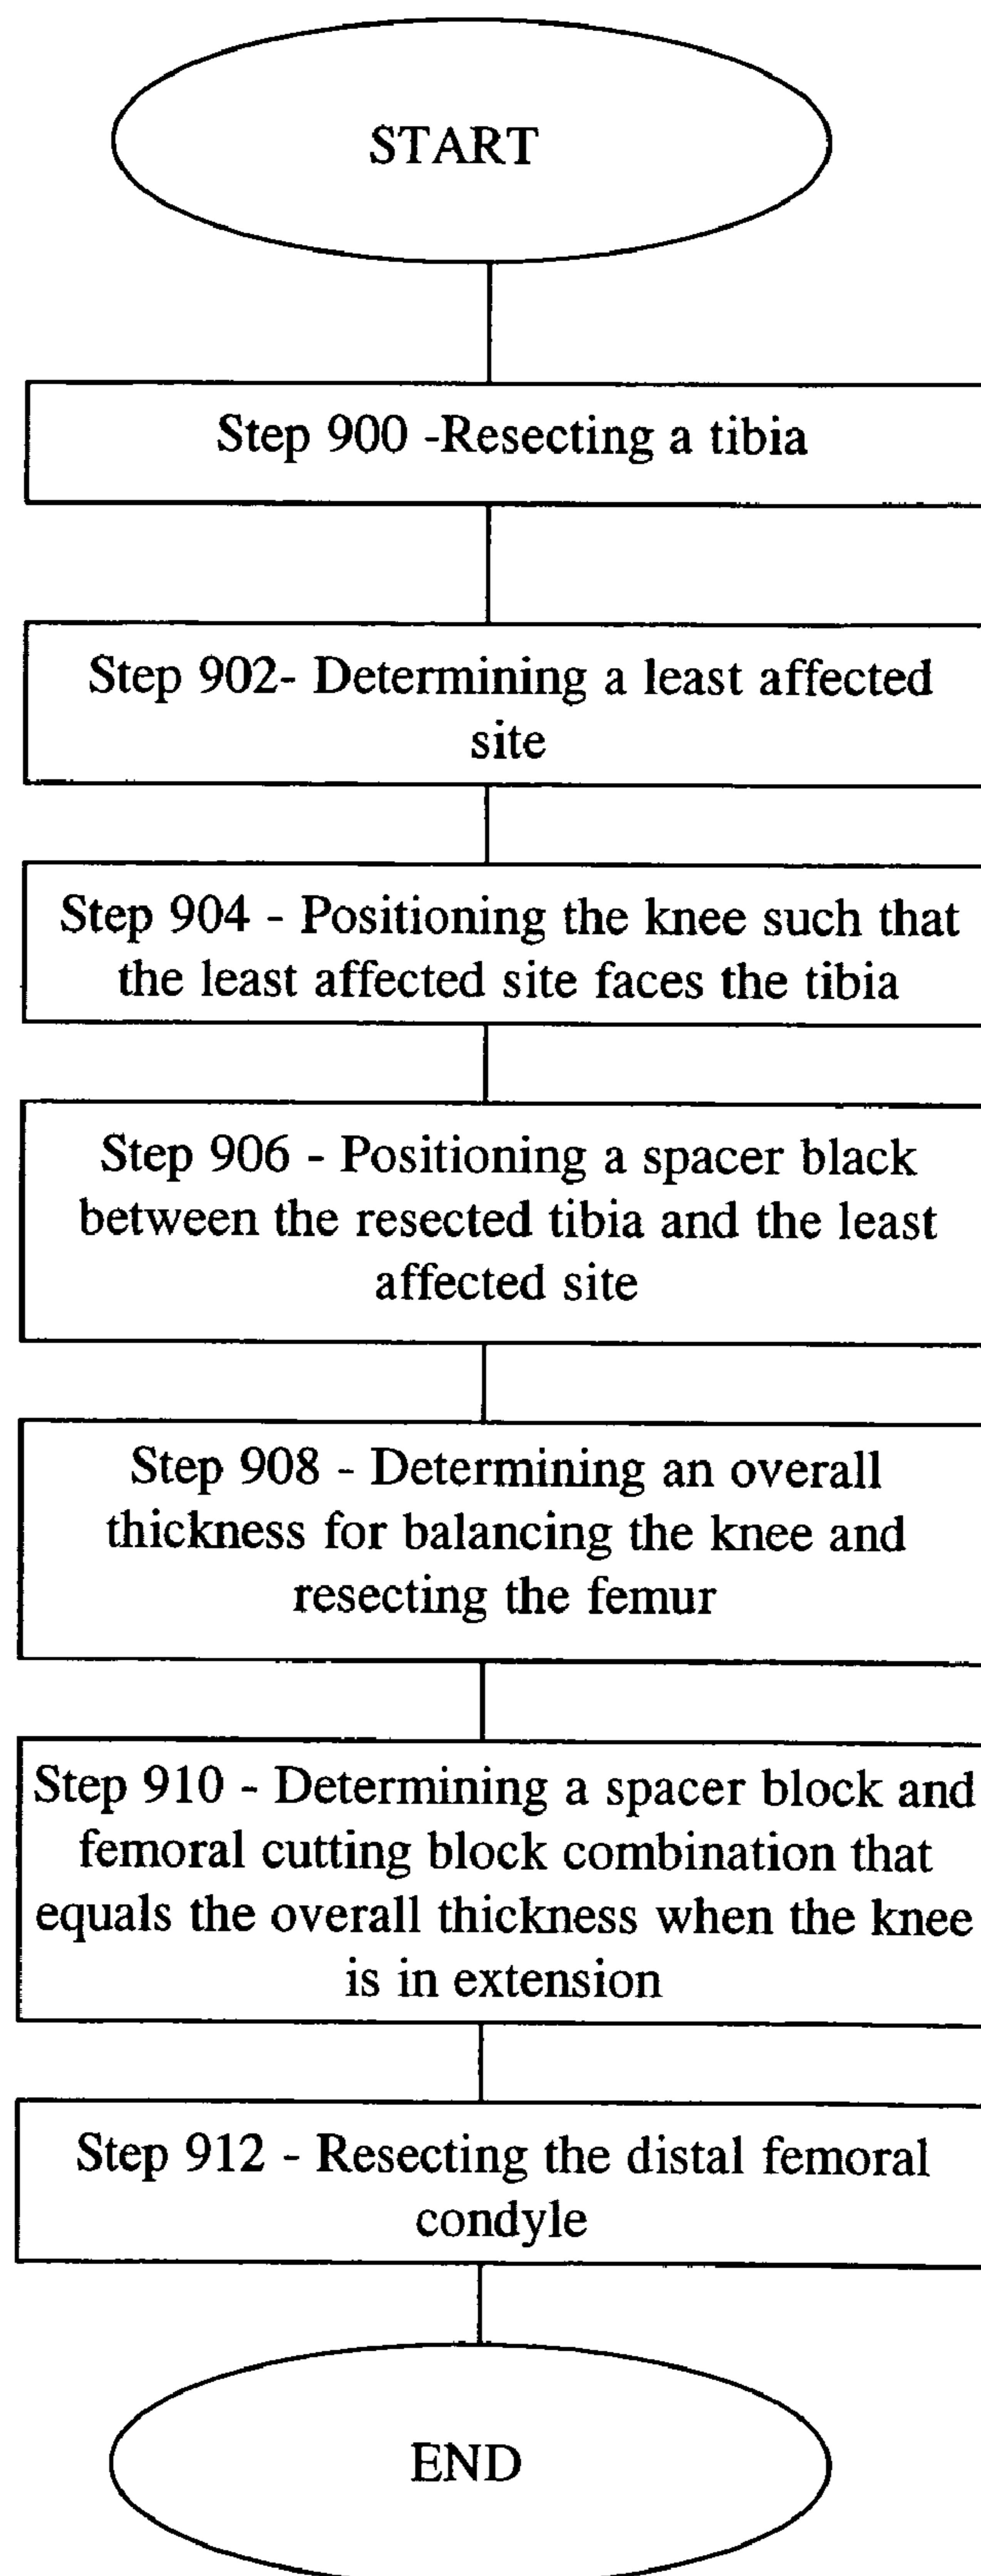 START
Step 900 -Resecting a tibia
Step 902- Determining a least affected
site
Step 904 - Positioning the knee such that
the least affected site faces the tibia
Step 906 - Positioning a spacer black
between the resected tibia and the least
affected site
Step 908 - Determining an overall
thickness for balancing the knee and
resecting the femur
Step 910 - Determining a spacer block and
femoral cutting block combination that
equals the overall thickness when the knee
is in extension
Step 912 - Resecting the distal femoral
condyle
END